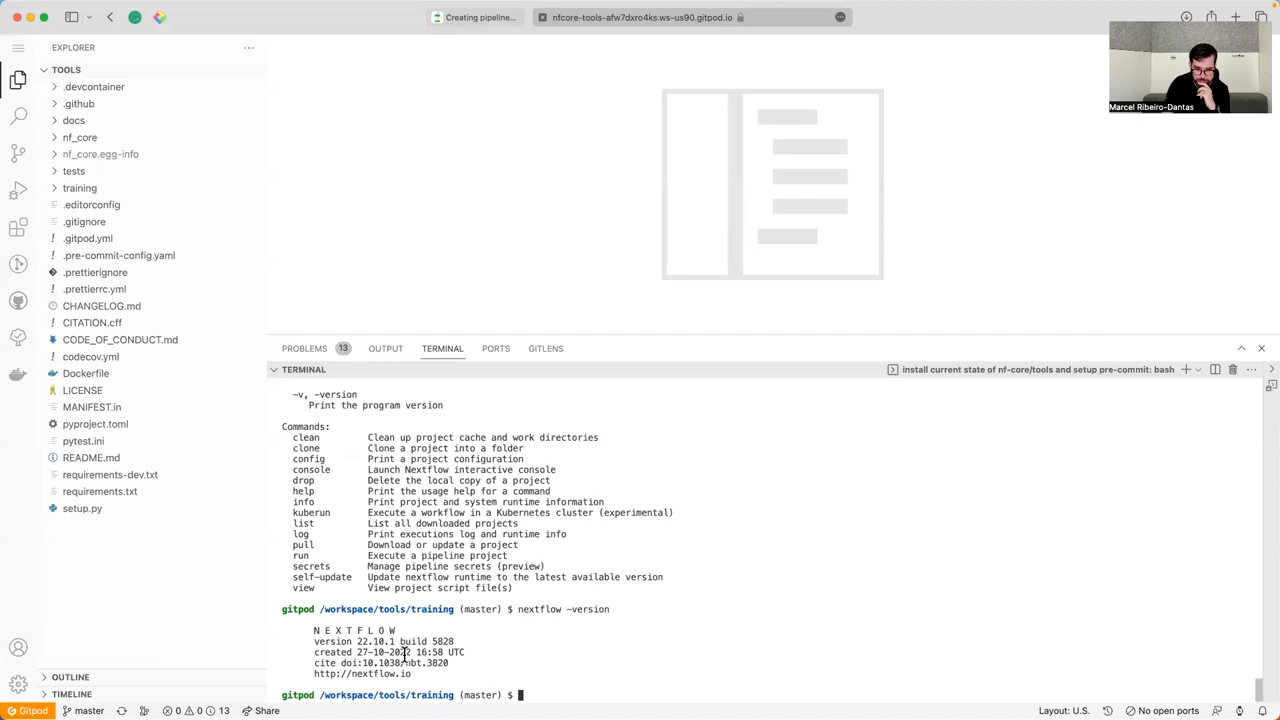 Creating pipeline...
nfcore-tools-afw7dxro4ks.ws-us90.gitpod.io
Marcel Ribeiro-Dantas
EXPLORER
TOOLS
.devcontainer
.github
docs
nf_core
nf_core.egg-info
tests
training
.editorconfig
.gitignore
.gitpod.yml
.pre-commit-config.yaml
.prettierignore
.prettierrc.yml
CHANGELOG.md
CITATION.cff
CODE_OF_CONDUCT.md
codecov.yml
Dockerfile
LICENSE
MANIFEST.in
pyproject.toml
pytest.ini
README.md
requirements-dev.txt
requirements.txt
setup.py
OUTLINE
TIMELINE
PROBLEMS 13 OUTPUT TERMINAL PORTS GITLENS
TERMINAL
install current state of nf-core/tools and setup pre-commit: bash
-v, -version
Print the program version
Commands:
clean Clean up project cache and work directories
clone Clone a project into a folder
config Print a project configuration
console Launch Nextflow interactive console
drop Delete the local copy of a project
help Print the usage help for a command
info Print project and system runtime information
kuberun Execute a workflow in a Kubernetes cluster (experimental)
list List all downloaded projects
log Print executions log and runtime info
pull Download or update a project
run Execute a pipeline project
secrets Manage pipeline secrets (preview)
self-update Update nextflow runtime to the latest available version
view View project script file(s)
gitpod /workspace/tools/training (master) $ nextflow -version
N E X T F L O W
version 22.10.1 build 5828
created 27-10-2022 16:58 UTC
cite doi:10.1038/nbt.3820
http://nextflow.io
gitpod /workspace/tools/training (master) $
Gitpod master 0 0 13 Share Layout: U.S. No open ports